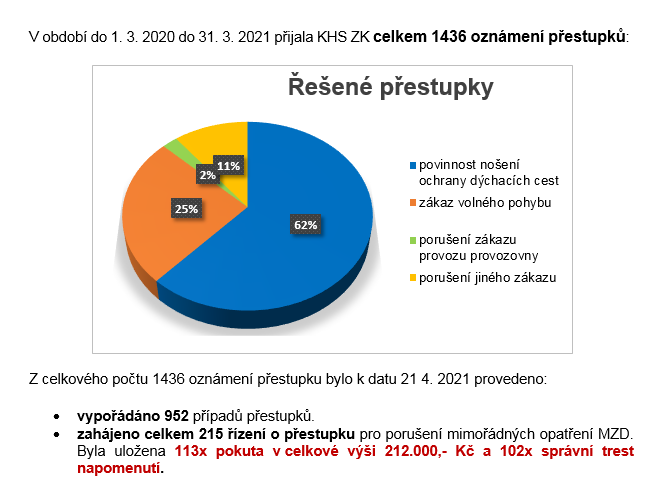 V období do 1. 3. 2020 do 31. 3. 2021 přijala KHS ZK celkem 1436 oznámení přestupků:
Řešené přestupky
11%
2%
25%
62%
povinnost nošení
ochrany dýchacích cest
zákaz volného pohybu
porušení zákazu
provozu provozovny
porušení jiného zákazu
Z celkového počtu 1436 oznámení přestupku bylo k datu 21 4. 2021 provedeno:
• vypořádáno 952 případů přestupků.
• zahájeno celkem 215 řízení o přestupku pro porušení mimořádných opatření MZD.
Byla uložena 113x pokuta v celkové výši 212.000,- Kč a 102x správní trest
napomenutí.